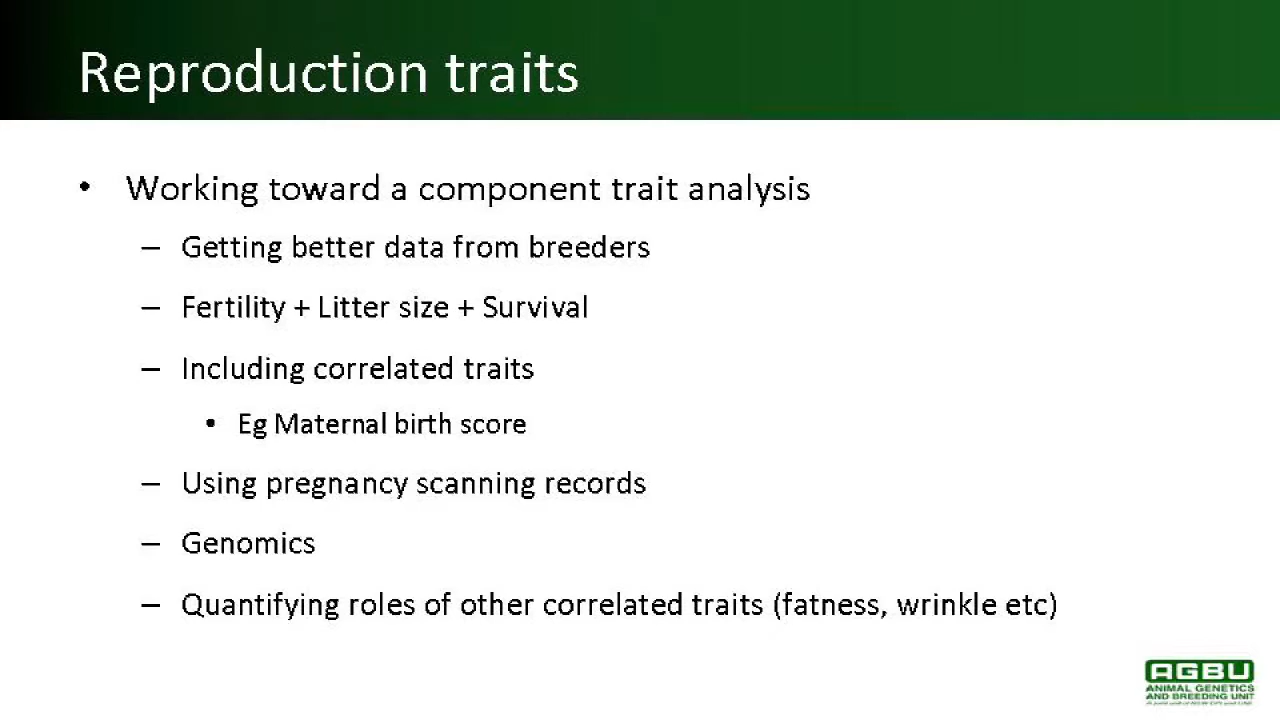 Reproduction traits
• Working toward a component trait analysis
– Getting better data from breeders
– Fertility + Litter size + Survival
– Including correlated traits
• Eg Maternal birth score
– Using pregnancy scanning records
– Genomics
– Quantifying roles of other correlated traits (fatness, wrinkle etc)
AGBU
ANIMAL GENETICS
AND BREEDING UNIT